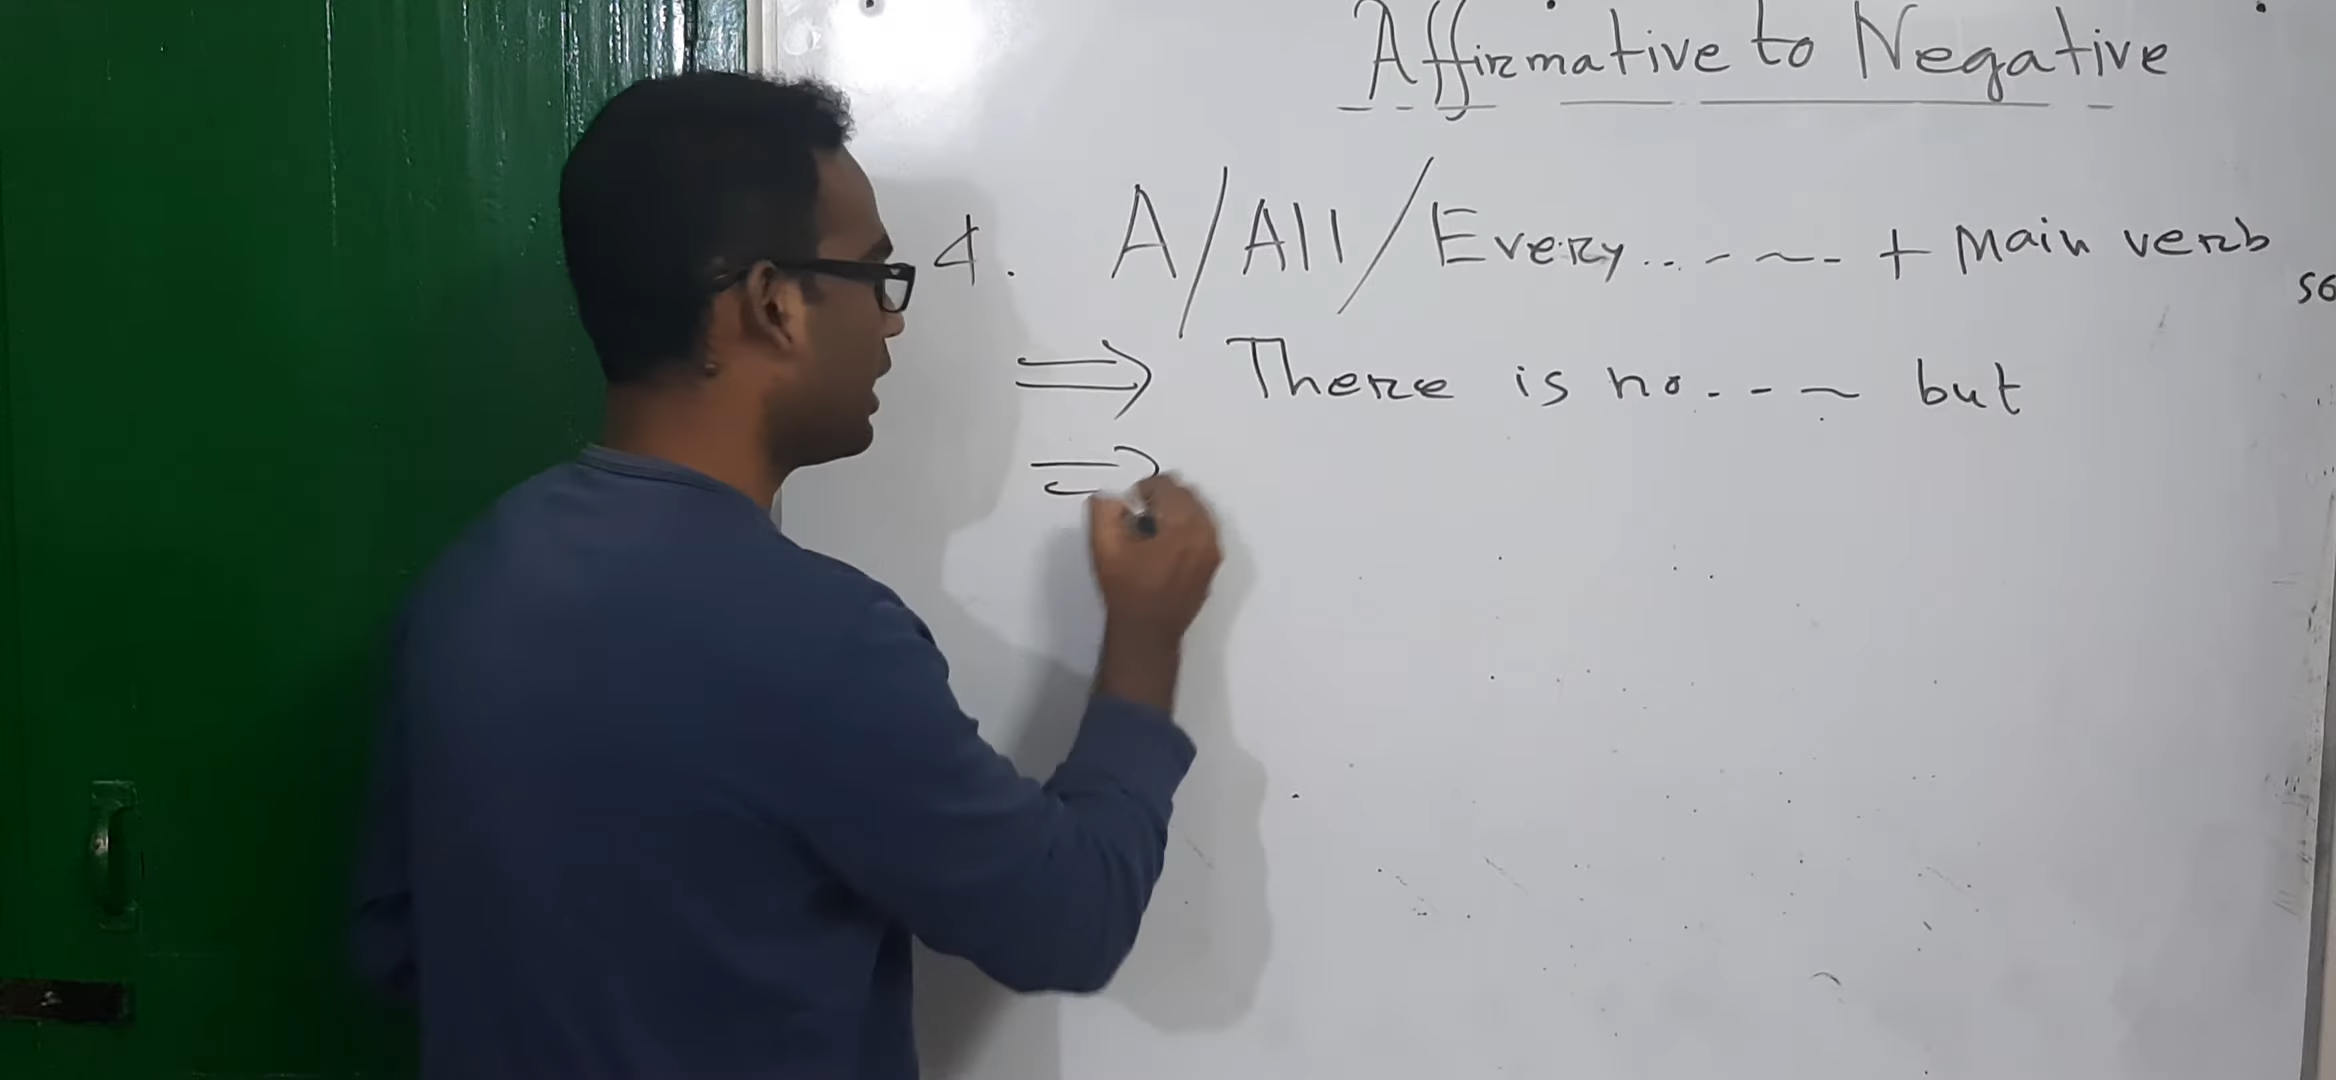 Affirmative to Negative
4. A/All/Every..---- + Main verb
⇒ There is no.--- but
⇒